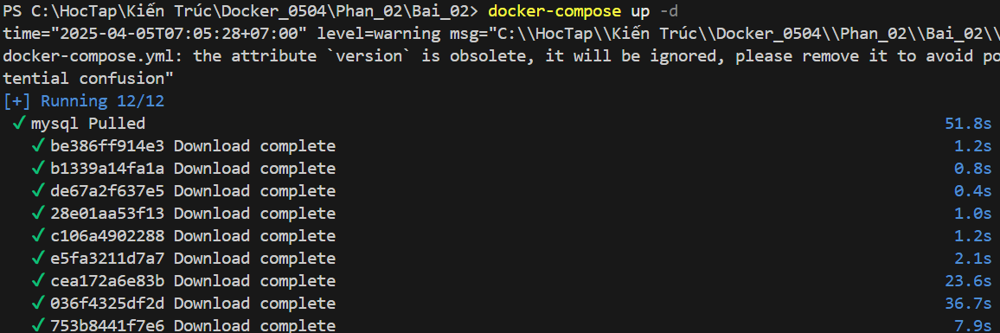 PS C:\HocTap\Kiến Trúc\Docker_0504\Phan_02\Bai_02> docker-compose up -d
time="2025-04-05T07:05:28+07:00" level=warning msg="C:\\HocTap\\Kiến Trúc\\Docker_0504\\Phan_02\\Bai_02\\
docker-compose.yml: the attribute `version` is obsolete, it will be ignored, please remove it to avoid po
tential confusion"
[+] Running 12/12
✓ mysql Pulled 51.8s
✓ be386ff914e3 Download complete 1.2s
✓ b1339a14fa1a Download complete 0.8s
✓ de67a2f637e5 Download complete 0.4s
✓ 28e01aa53f13 Download complete 1.0s
✓ c106a4902288 Download complete 1.2s
✓ e5fa3211d7a7 Download complete 2.1s
✓ cea172a6e83b Download complete 23.6s
✓ 036f4325df2d Download complete 36.7s
✓ 753b8441f7e6 Download complete 7.9s